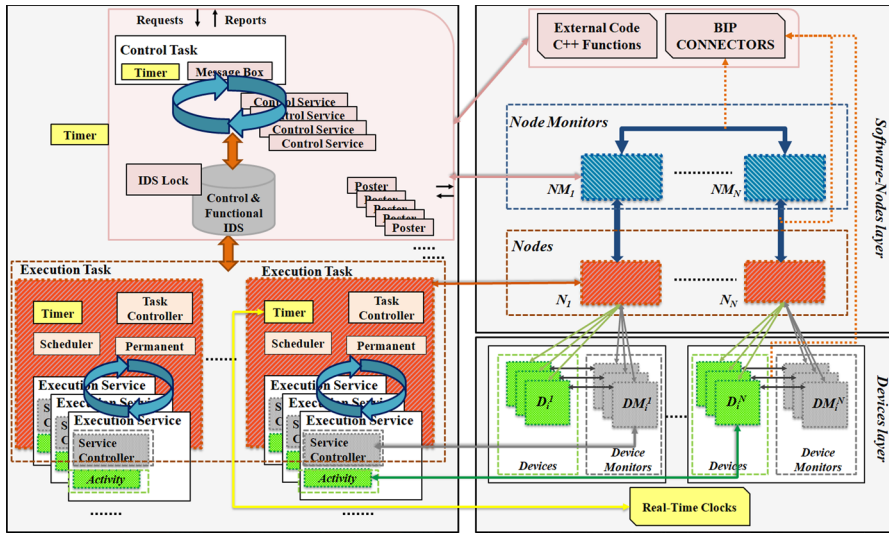 Requests
Reports
Control Task
Timer
Message Box
Control Service
Control Service
Control Service
Control Service
Timer
IDS Lock
Control &
Functional
IDS
Poster
Poster
Poster
Poster
Poster
......
Execution Task
Timer
Task
Controller
Scheduler
Permanent
Execution Service
Execution Service
Execution Service
S
C
S
C
Service
Controller
Activity
.......
.......
Execution Task
Timer
Task
Controller
Scheduler
Permanent
Execution Service
Execution Service
Execution Service
S
C
S
C
Service
Controller
Activity
.......
External Code
C++ Functions
BIP
CONNECTORS
Node Monitors
NM1
..........
NMN
Nodes
N1
..........
NN
Software-Nodes layer
Di1
DMi1
Devices
Device
Monitors
.....
DiN
DMiN
Devices
Device
Monitors
Devices layer
Real-Time Clocks